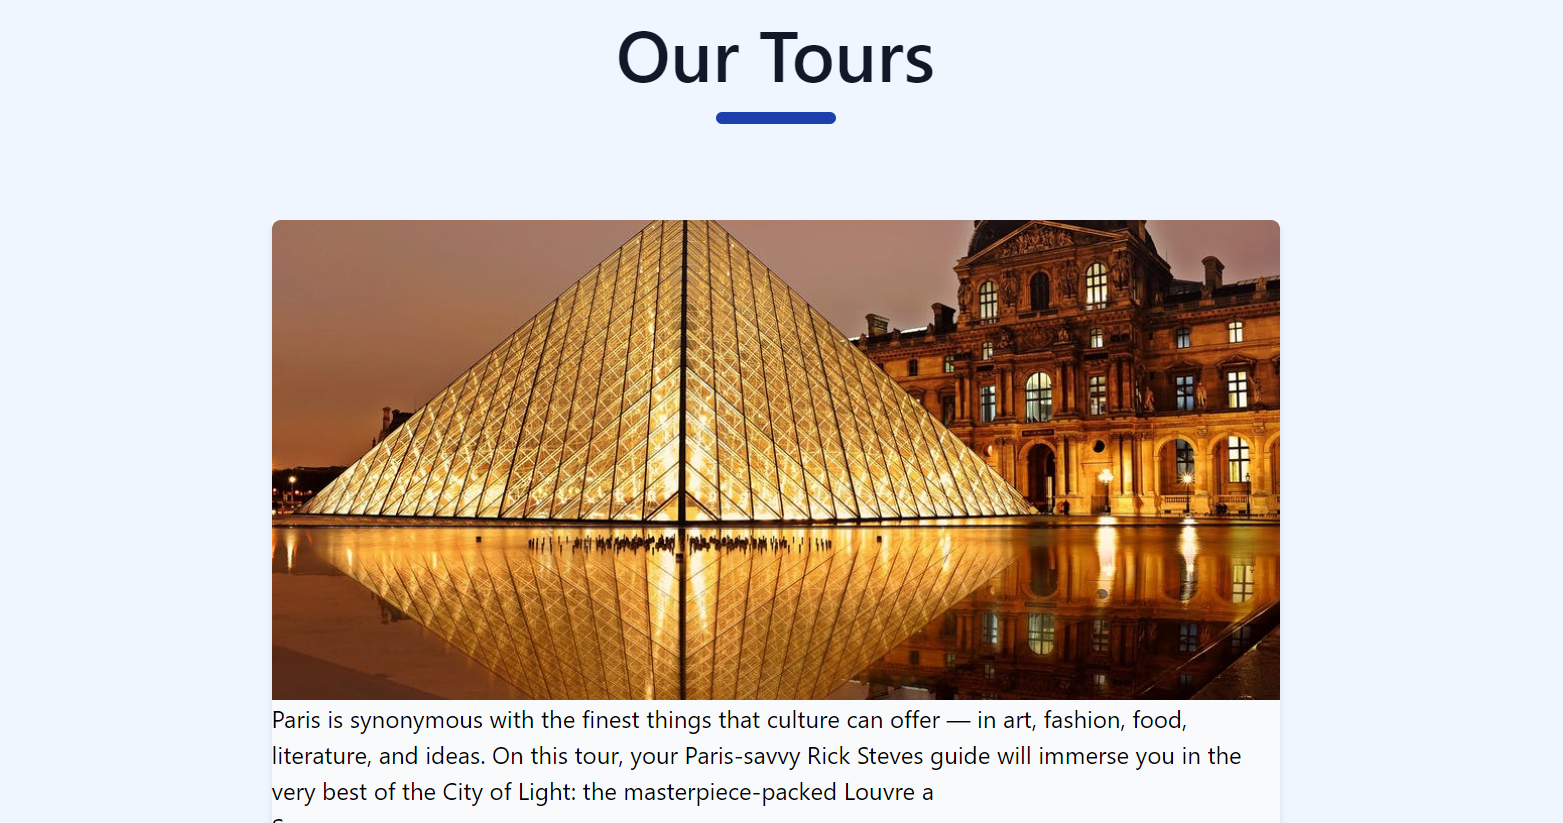 Our Tours
Paris is synonymous with the finest things that culture can offer — in art, fashion, food,
literature, and ideas. On this tour, your Paris-savvy Rick Steves guide will immerse you in the
very best of the City of Light: the masterpiece-packed Louvre a